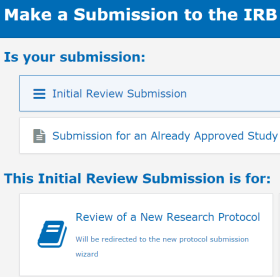 Make a Submission to the IRB
Is your submission:
Initial Review Submission
Submission for an Already Approved Study
This Initial Review Submission is for:
Review of a New Research Protocol
Will be redirected to the new protocol submission
wizard